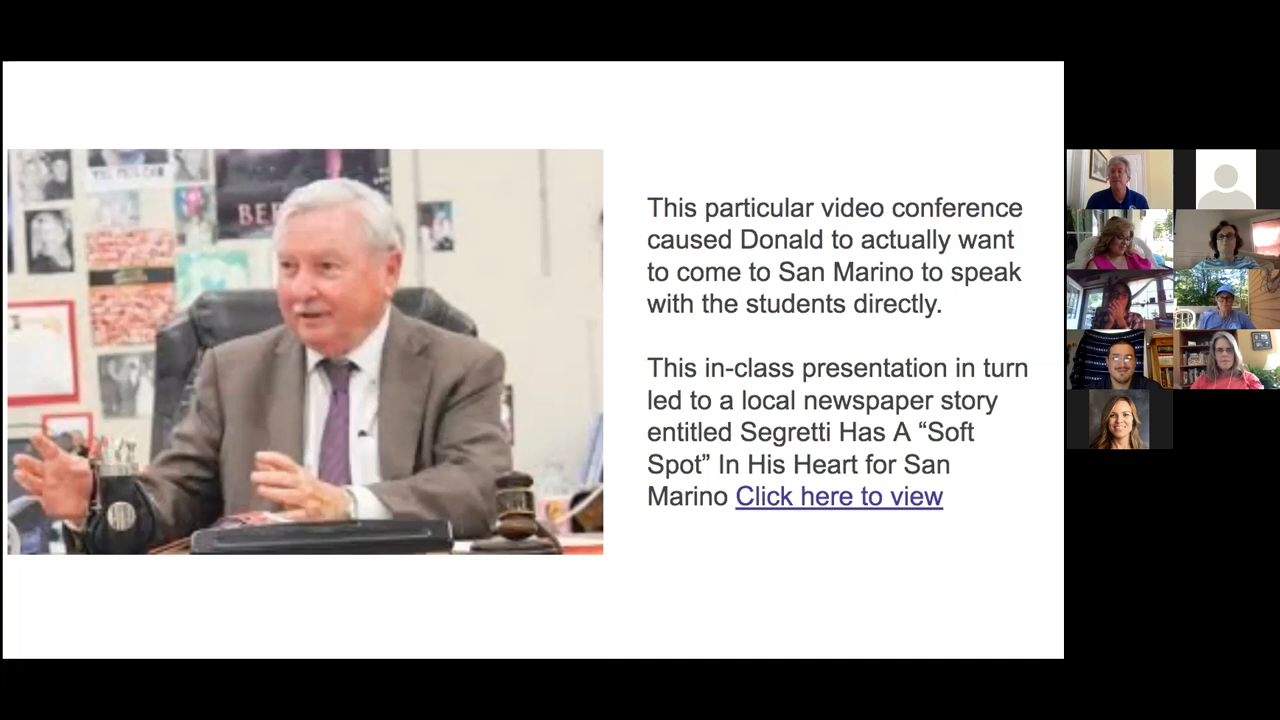 This particular video conference
caused Donald to actually want
to come to San Marino to speak
with the students directly.
This in-class presentation in turn
led to a local newspaper story
entitled Segretti Has A “Soft
Spot” In His Heart for San
Marino Click here to view